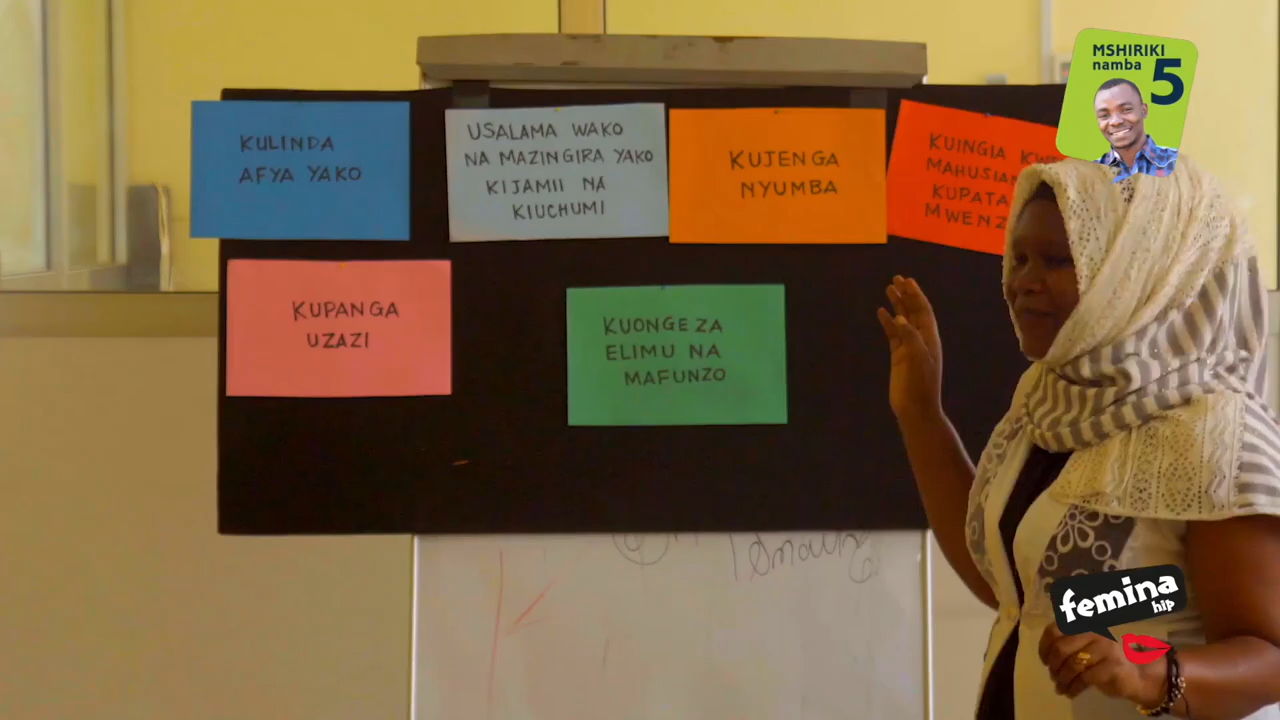 MSHIRIKI
namba 5
KULINDA
AFYA YAKO
USALAMA WAKO
NA MAZINGIRA YAKO
KIJAMII NA
KIUCHUMI
KUJENGA
NYUMBA
KUINGIA
MAHUSIAN
KUPATA
MWENZ
KUPANGA
UZAZI
KUONGEZA
ELIMU NA
MAFUNZO
femina
hip